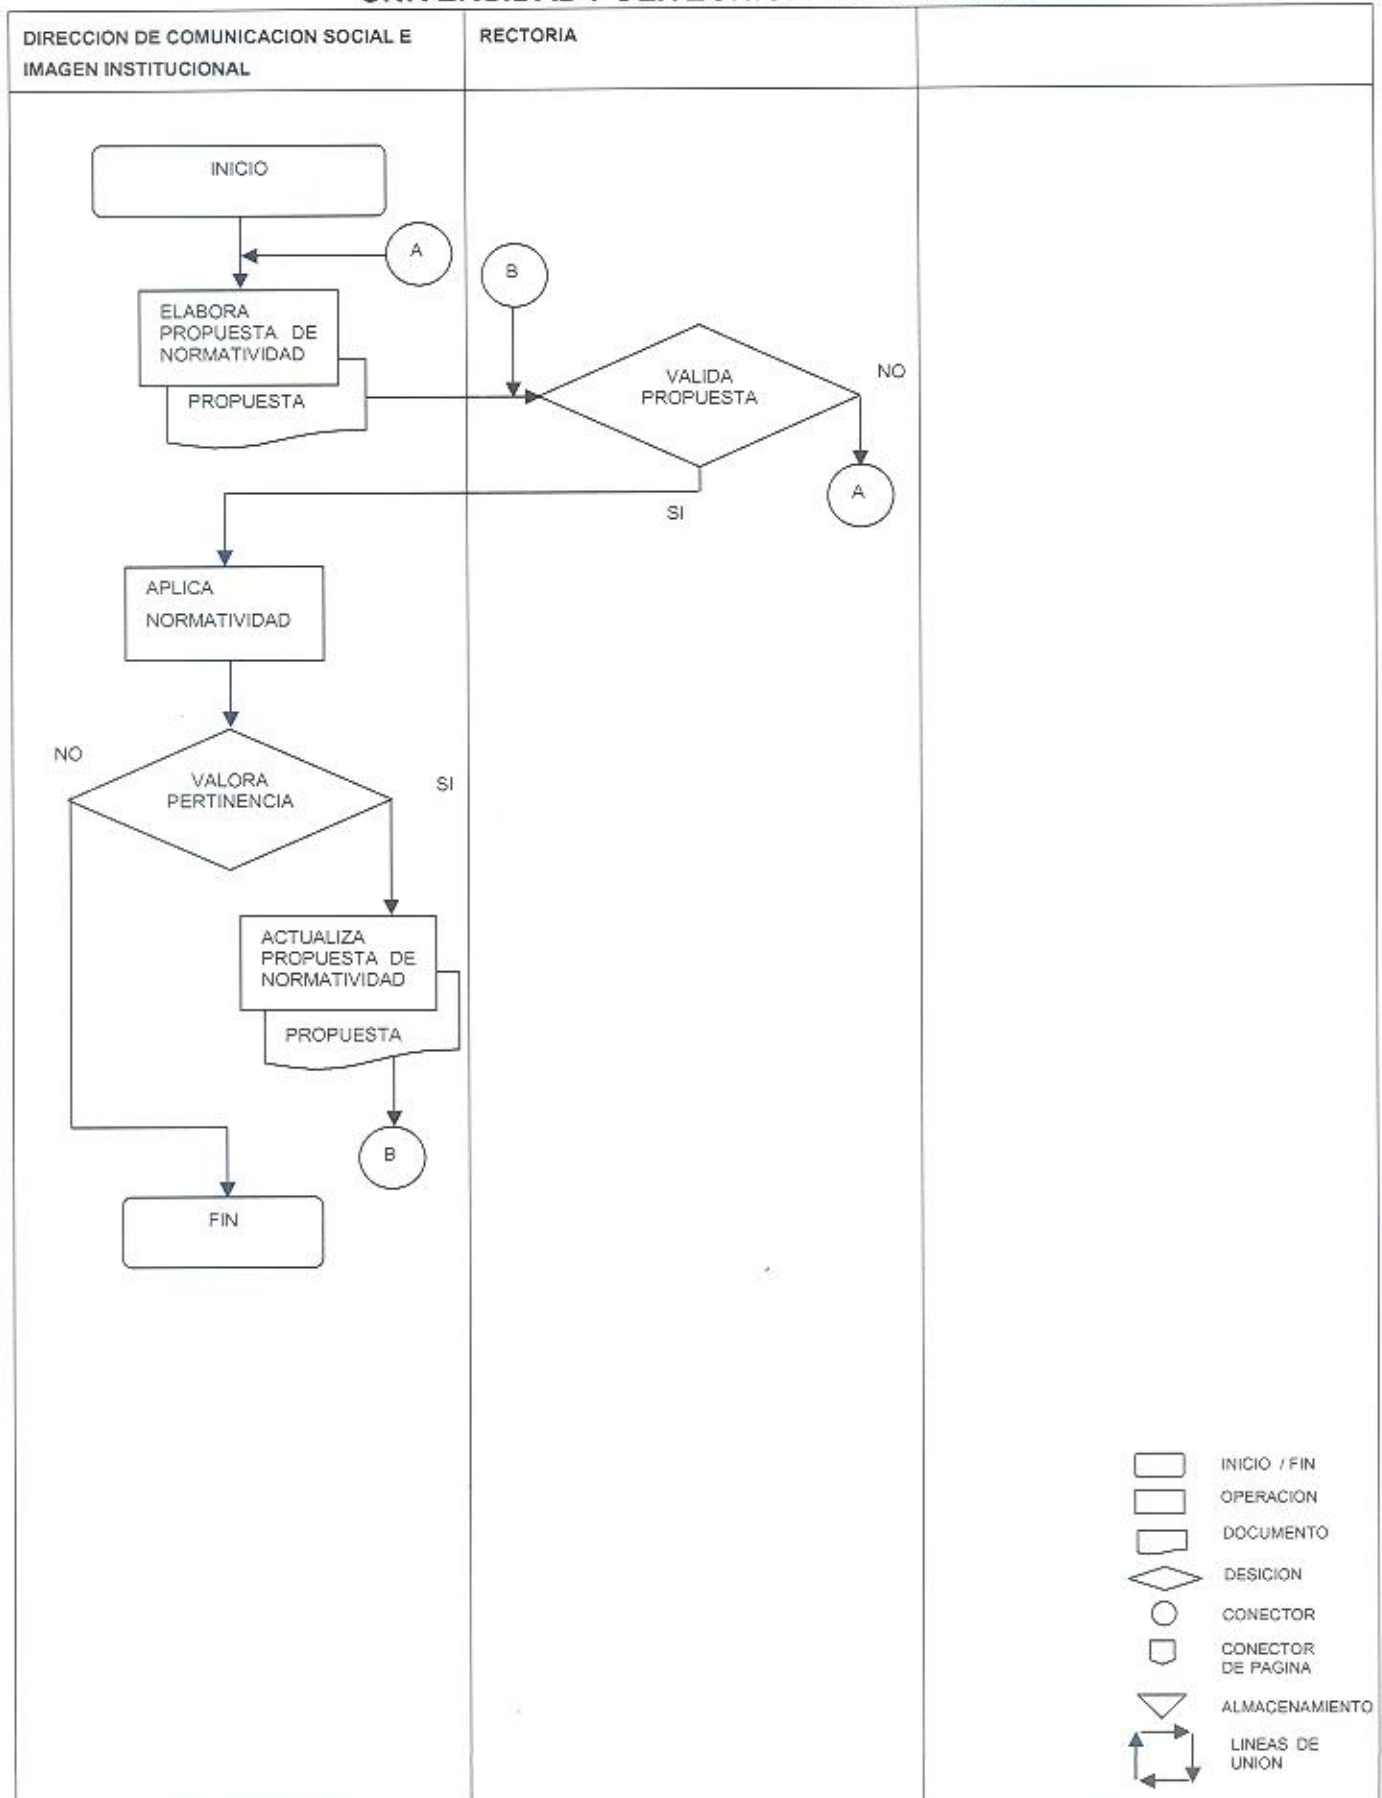 DIRECCION DE COMUNICACION SOCIAL E
IMAGEN INSTITUCIONAL
RECTORIA
INICIO
A
B
ELABORA
PROPUESTA DE
NORMATIVIDAD
PROPUESTA
VALIDA
PROPUESTA
NO
A
SI
APLICA
NORMATIVIDAD
NO
VALORA
PERTINENCIA
SI
ACTUALIZA
PROPUESTA DE
NORMATIVIDAD
PROPUESTA
B
FIN
INICIO / FIN
OPERACION
DOCUMENTO
DESICION
CONECTOR
CONECTOR
DE PAGINA
ALMACENAMIENTO
LINEAS DE
UNION